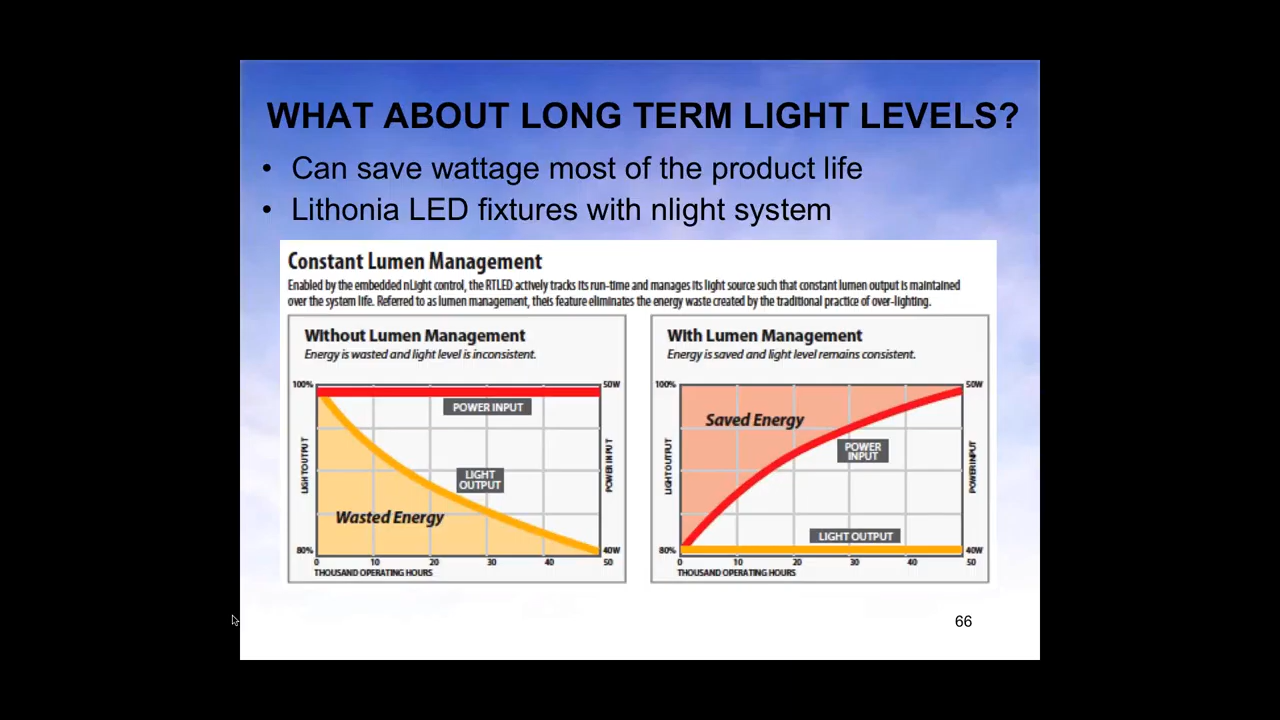 WHAT ABOUT LONG TERM LIGHT LEVELS?
• Can save wattage most of the product life
• Lithonia LED fixtures with nlight system
Constant Lumen Management
Enabled by the embedded nLight control, the RTLED actively tracks its run-time and manages its light source such that constant lumen output is maintained
over the system life. Referred to as lumen management, theis feature eliminates the energy waste created by the traditional practice of over-lighting.
Without Lumen Management
Energy is wasted and light level is inconsistent.
100%
50W
POWER INPUT
LIGHT OUTPUT
LIGHT
OUTPUT
POWER INPUT
Wasted Energy
80%
40W
0 10 20 30 40 50
THOUSAND OPERATING HOURS
With Lumen Management
Energy is saved and light level remains consistent.
100%
50W
Saved Energy
LIGHT OUTPUT
POWER
INPUT
POWER INPUT
LIGHT OUTPUT
80%
40W
0 10 20 30 40 50
THOUSAND OPERATING HOURS
66